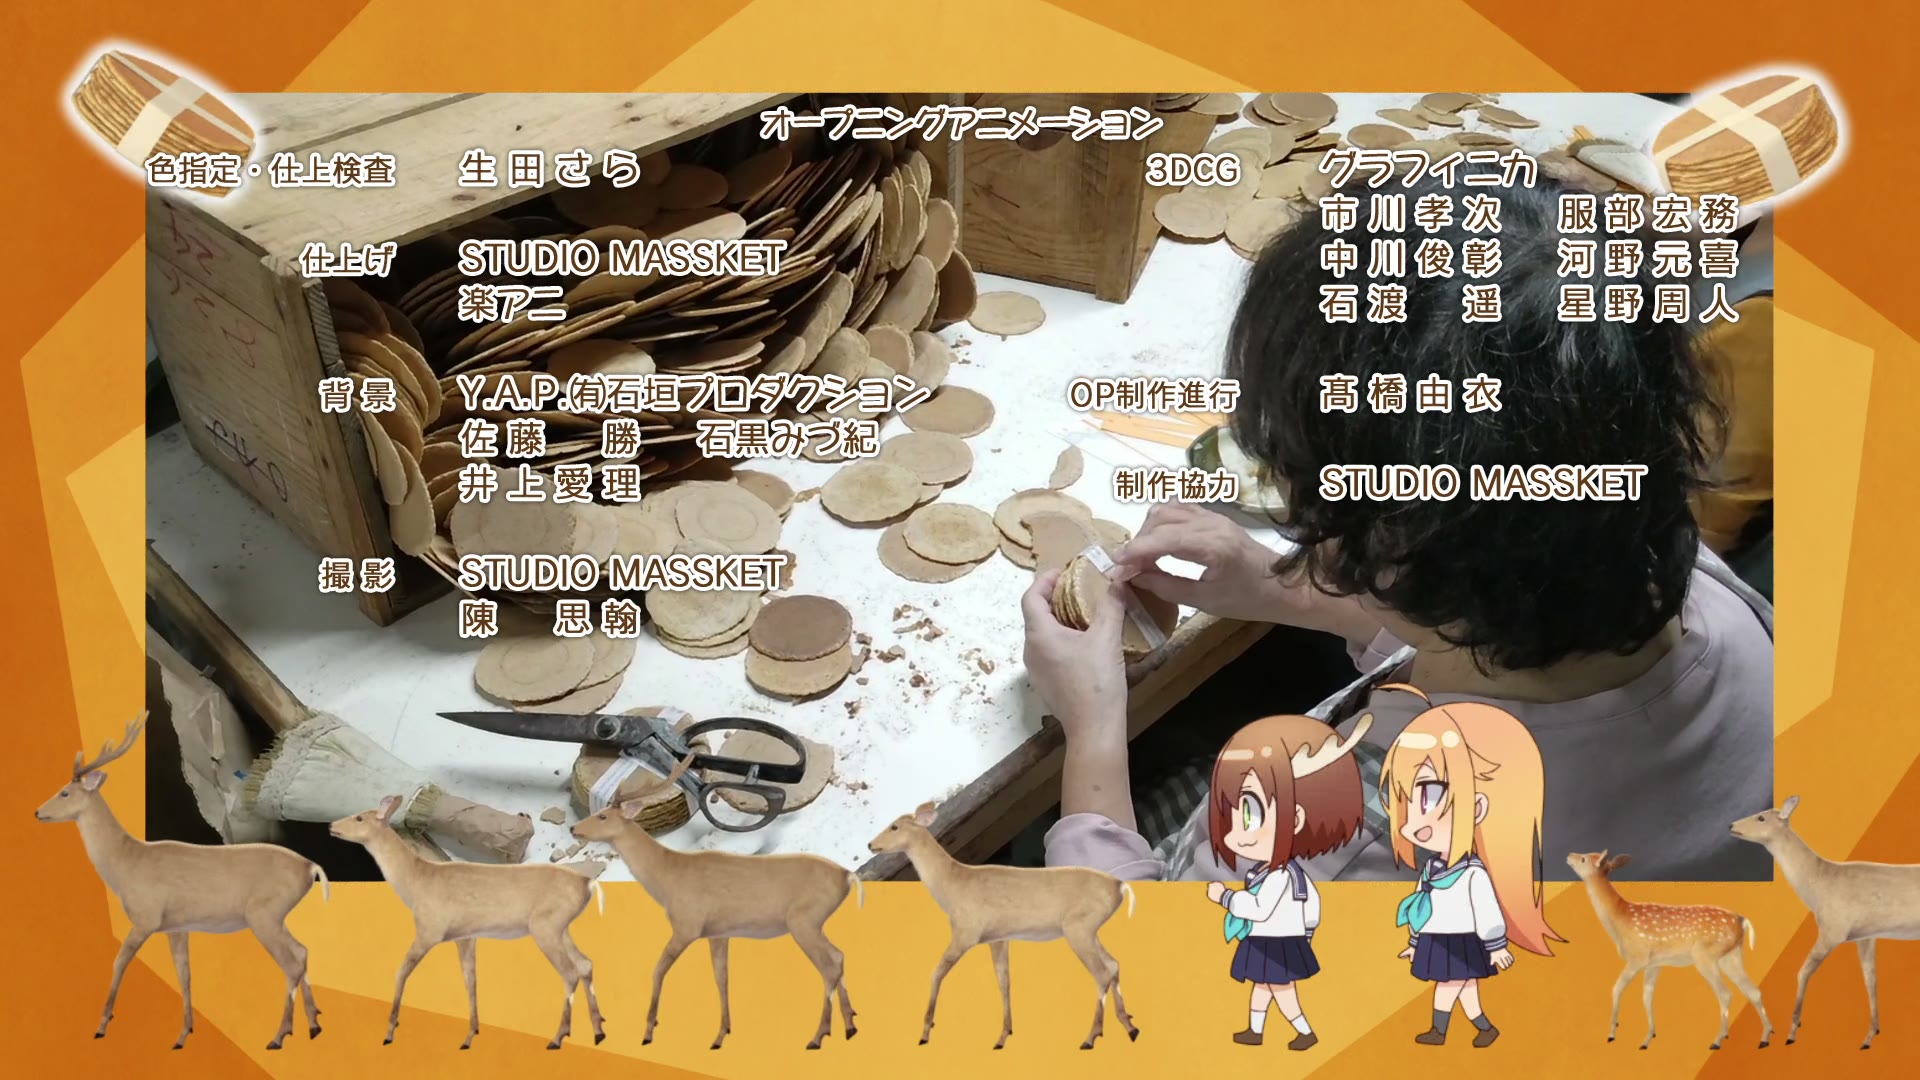 オープニングアニメーション
色指定・仕上検査 生田さら
仕上げ STUDIO MASSKET
楽アニ
背景 Y.A.P.㈲石垣プロダクション
佐藤 勝 石黒みづ紀
井上愛理
撮影 STUDIO MASSKET
陳 思翰
3DCG グラフィニカ
市川孝次 服部宏務
中川俊彰 河野元喜
石渡 遥 星野周人
OP制作進行 髙橋由衣
制作協力 STUDIO MASSKET